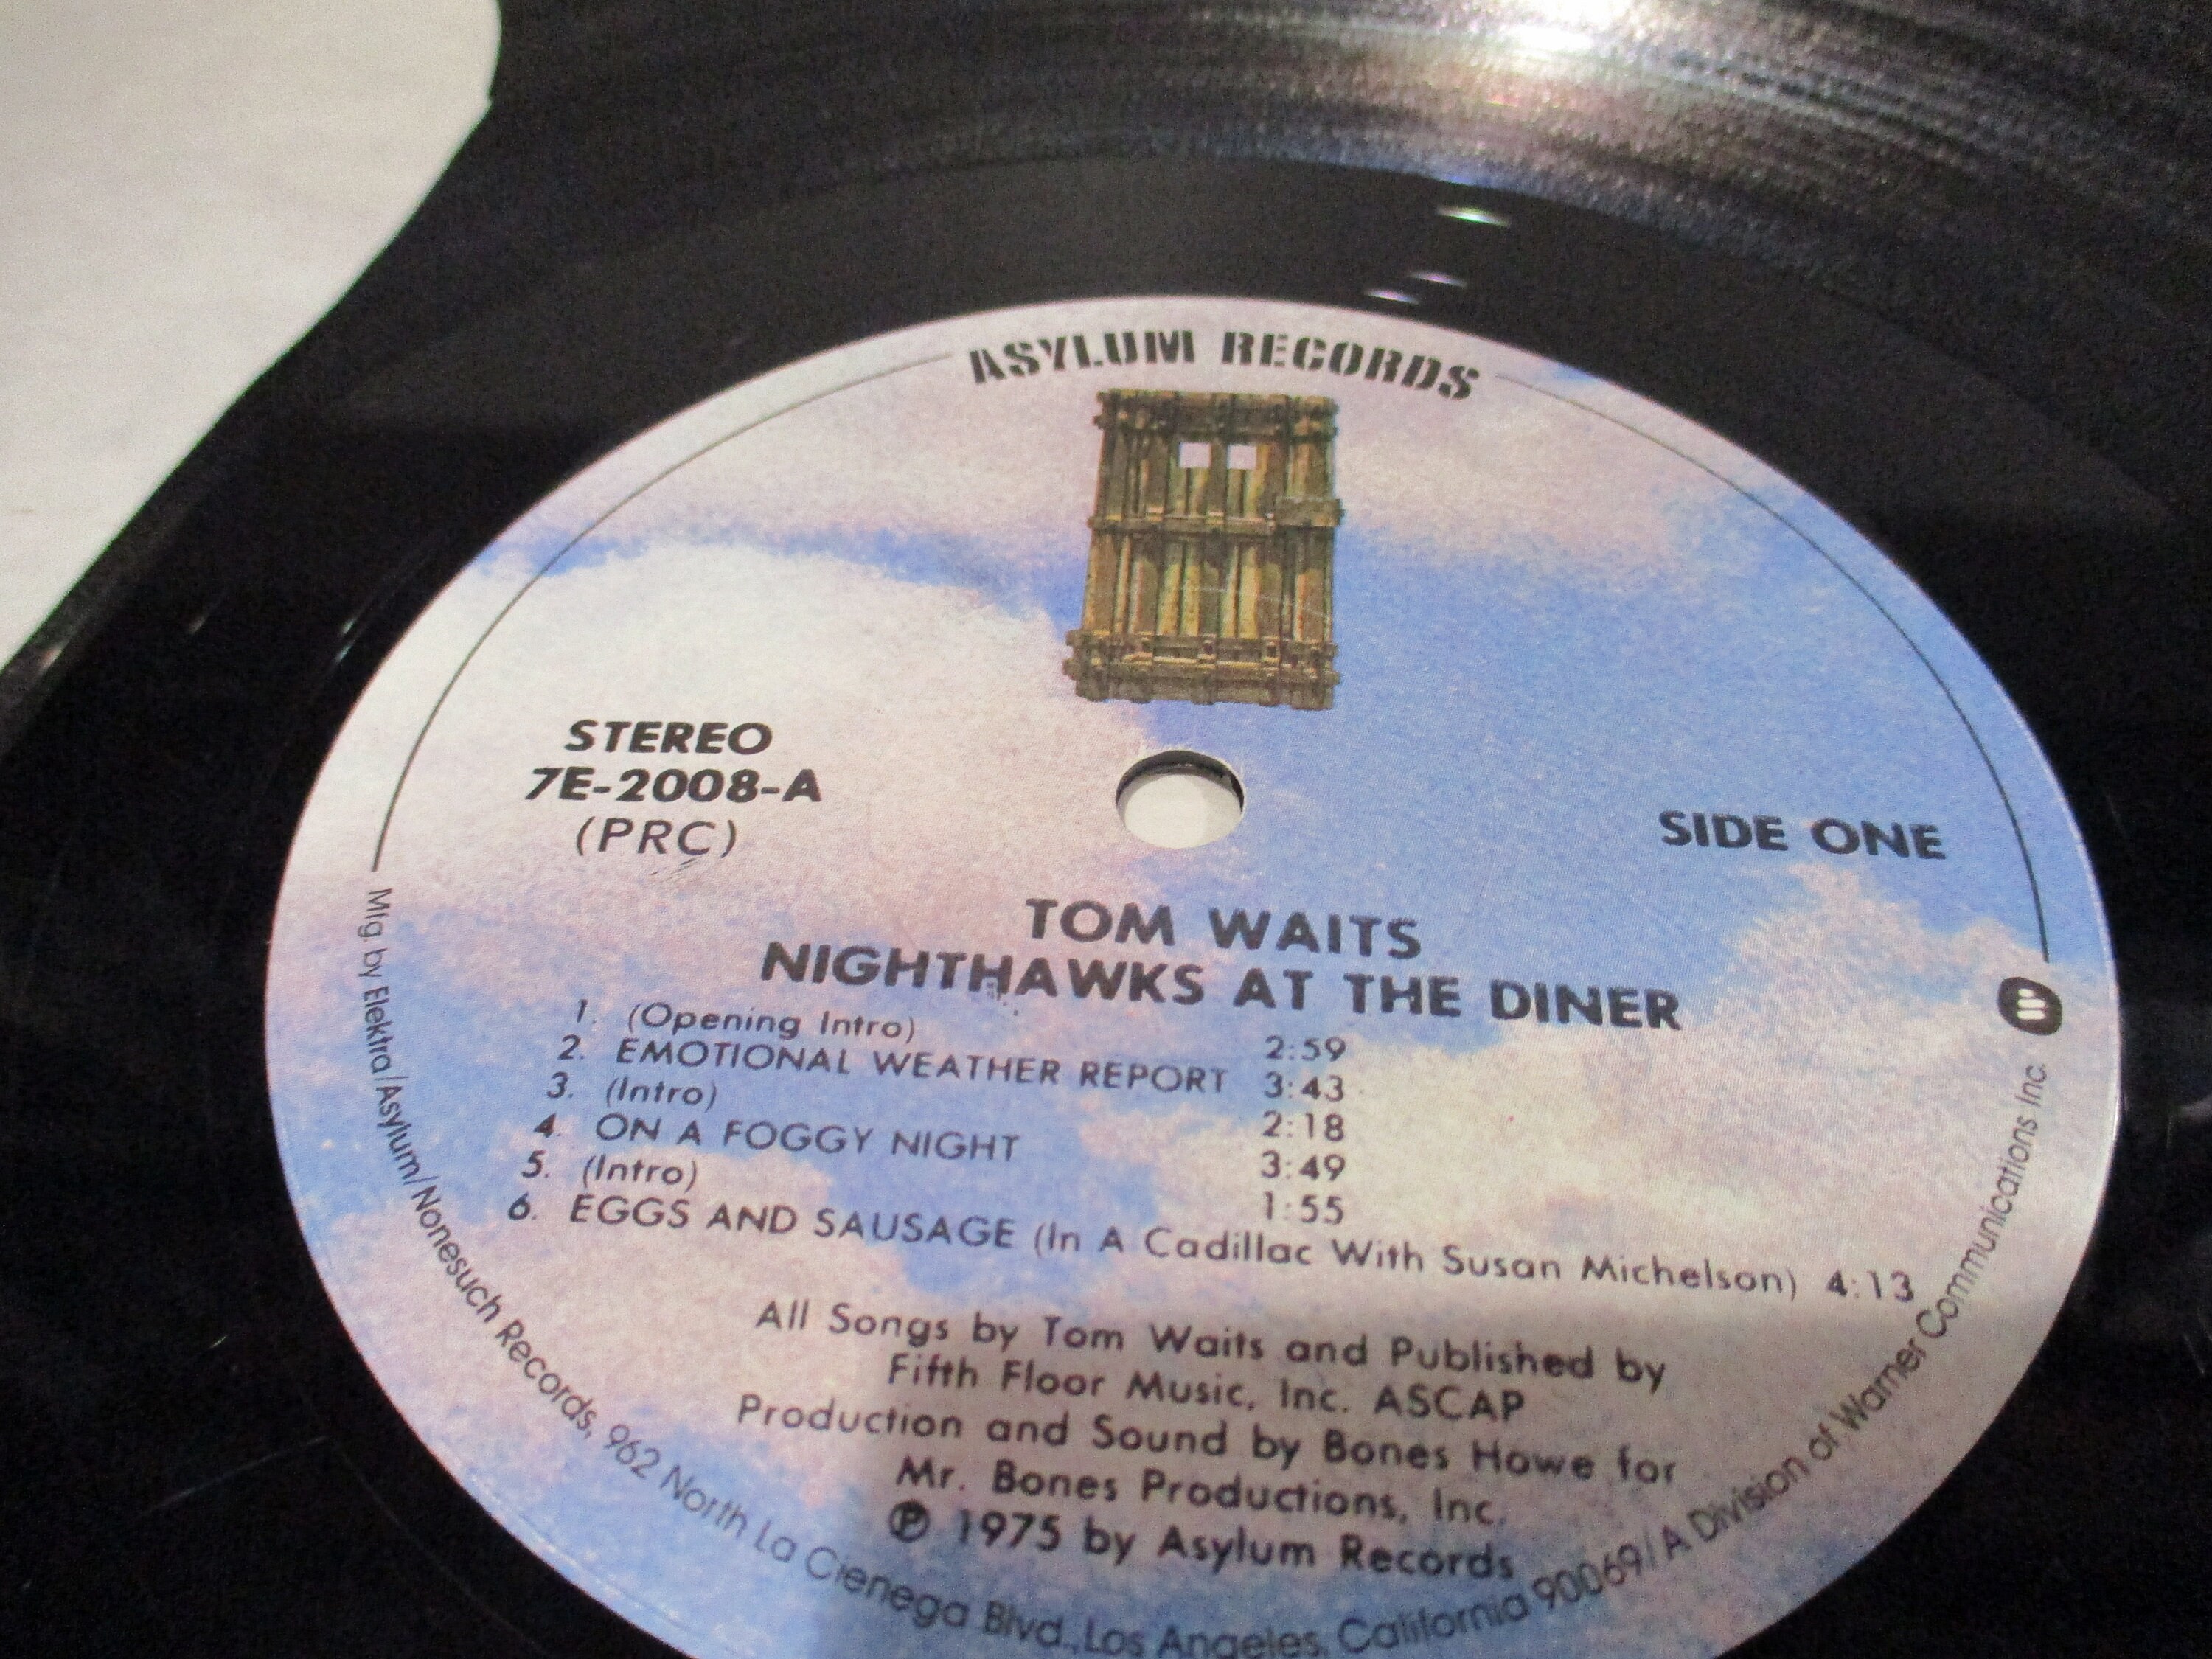 ASYLUM RECORDS
STEREO
7E-2008-A
(PRC)
SIDE ONE
TOM WAITS
NIGHTHAWKS AT THE DINER
1. (Opening Intro) 2:59
2. EMOTIONAL WEATHER REPORT 3:43
3. (Intro) 2:18
4. ON A FOGGY NIGHT 3:49
5. (Intro) 1:55
6. EGGS AND SAUSAGE (In A Cadillac With Susan Michelson) 4:13
All Songs by Tom Waits and Published by
Fifth Floor Music, Inc. ASCAP
Production and Sound by Bones Howe for
Mr. Bones Productions, Inc.
℗ 1975 by Asylum Records
Mfg. by Elektra/Asylum/Nonesuch Records, 962 North La Cienega Blvd., Los Angeles, California 90069/A Division of Warner Communications Inc.